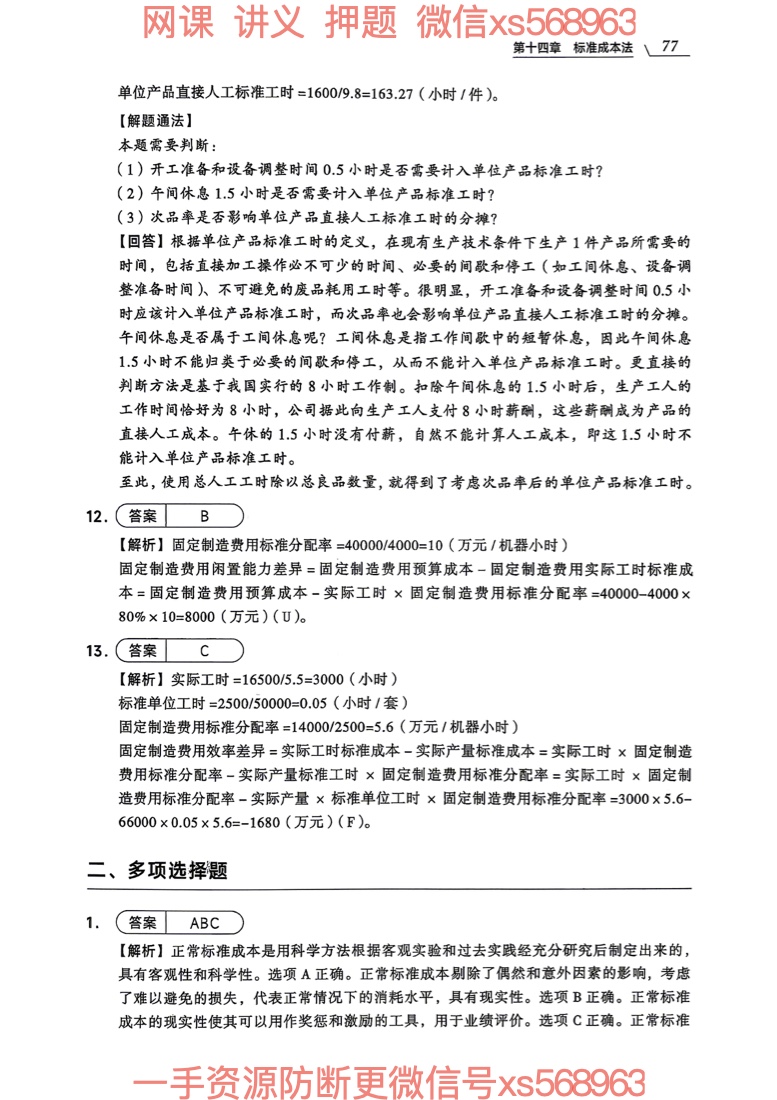 网课 讲义 押题 微信xs568963
第十四章 标准成本法 77
单位产品直接人工标准工时=1600/9.8=163.27（小时/件）。
【解题通法】
本题需要判断：
（1）开工准备和设备调整时间0.5小时是否需要计入单位产品标准工时？
（2）午间休息1.5小时是否需要计入单位产品标准工时？
（3）次品率是否影响单位产品直接人工标准工时的分摊？
【回答】根据单位产品标准工时的定义，在现有生产技术条件下生产1件产品所需要的
时间，包括直接加工操作必不可少的时间、必要的间歇和停工（如工间休息、设备调
整准备时间）、不可避免的废品耗用工时等。很明显，开工准备和设备调整时间0.5小
时应该计入单位产品标准工时，而次品率也会影响单位产品直接人工标准工时的分摊。
午间休息是否属于工间休息呢？工间休息是指工作间歇中的短暂休息，因此午间休息
1.5小时不能归类于必要的间歇和停工，从而不能计入单位产品标准工时。更直接的
判断方法是基于我国实行的8小时工作制。扣除午间休息的1.5小时后，生产工人的
工作时间恰好为8小时，公司据此向生产工人支付8小时薪酬，这些薪酬成为产品的
直接人工成本。午休的1.5小时没有付薪，自然不能计算人工成本，即这1.5小时不
能计入单位产品标准工时。
至此，使用总人工工时除以总良品数量，就得到了考虑次品率后的单位产品标准工时。
12. 答案 B
【解析】固定制造费用标准分配率=40000/4000=10（万元/机器小时）
固定制造费用闲置能力差异=固定制造费用预算成本-固定制造费用实际工时标准成
本=固定制造费用预算成本-实际工时×固定制造费用标准分配率=40000-4000×
80%×10=8000（万元）（U）。
13. 答案 C
【解析】实际工时=16500/5.5=3000（小时）
标准单位工时=2500/50000=0.05（小时/套）
固定制造费用标准分配率=14000/2500=5.6（万元/机器小时）
固定制造费用效率差异=实际工时标准成本-实际产量标准成本=实际工时×固定制造
费用标准分配率-实际产量标准工时×固定制造费用标准分配率=实际工时×固定制
造费用标准分配率-实际产量×标准单位工时×固定制造费用标准分配率=3000×5.6-
66000×0.05×5.6=-1680（万元）（F）。
二、多项选择题
1. 答案 ABC
【解析】正常标准成本是用科学方法根据客观实验和过去实践经充分研究后制定出来的，
具有客观性和科学性。选项A正确。正常标准成本剔除了偶然和意外因素的影响，考虑
了难以避免的损失，代表正常情况下的消耗水平，具有现实性。选项B正确。正常标准
成本的现实性使其可以用作奖惩和激励的工具，用于业绩评价。选项C正确。正常标准
一手资源防断更微信号xs568963